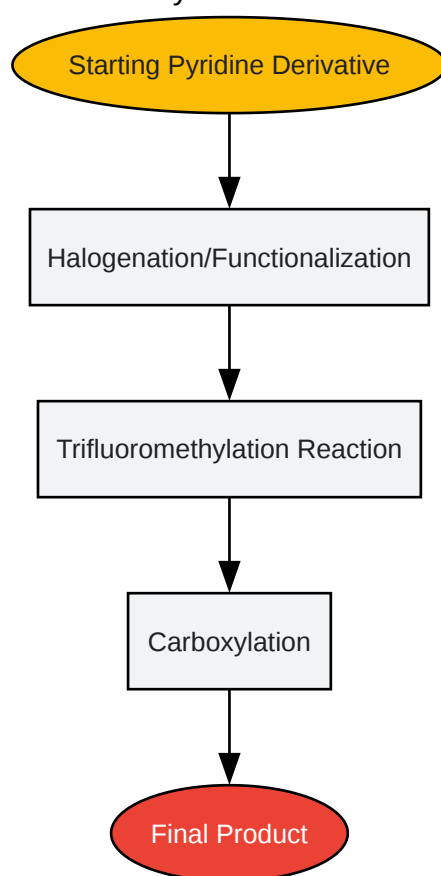 Starting Pyridine Derivative
Halogenation/Functionalization
Trifluoromethylation Reaction
Carboxylation
Final Product